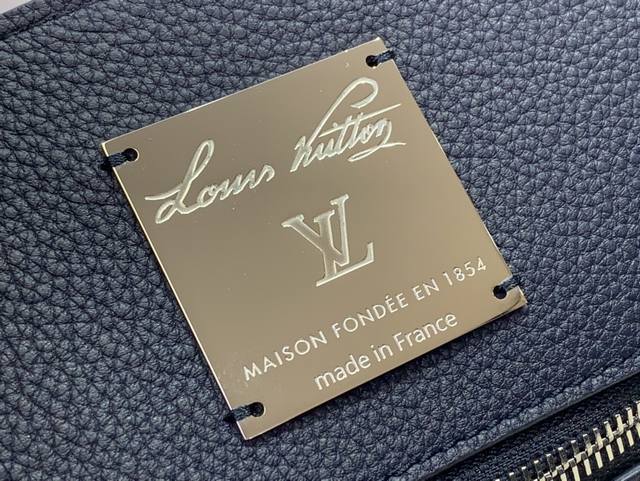 Louis Vuitton
LV
MAISON FONDÉE EN 1854
made in France